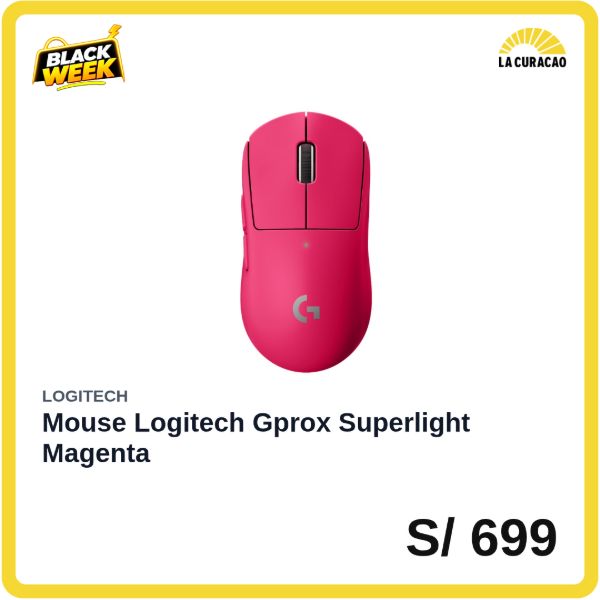 BLACK
WEEK
LA CURACAO
G
LOGITECH
Mouse Logitech Gprox Superlight
Magenta
S/ 699